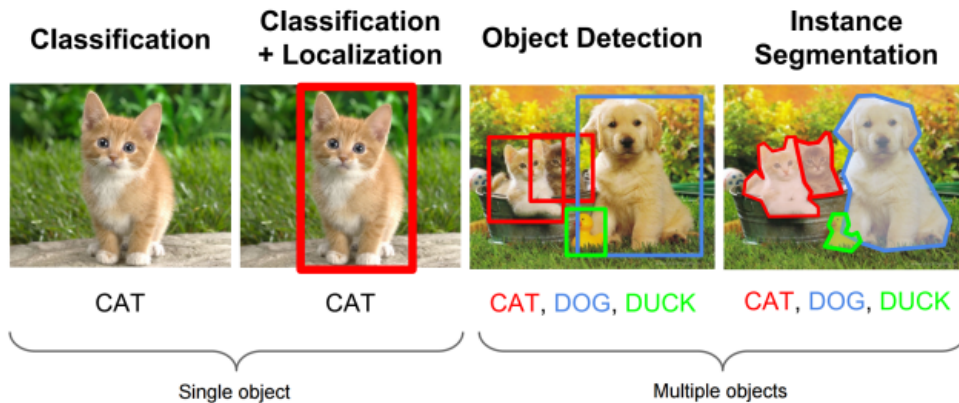 Classification
Classification
+ Localization
Object Detection
Instance
Segmentation
CAT
CAT
CAT, DOG, DUCK
CAT, DOG, DUCK
Single object
Multiple objects